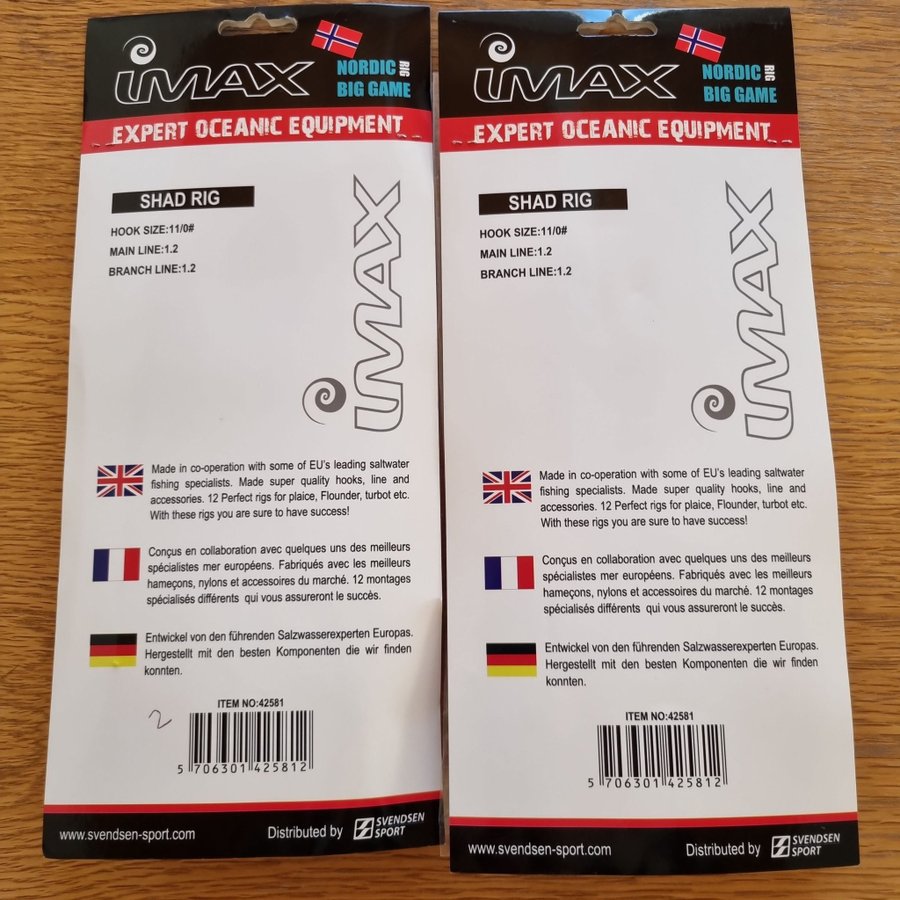 iMAX
NORDIC RIG
BIG GAME
EXPERT OCEANIC EQUIPMENT
SHAD RIG
HOOK SIZE:11/0#
MAIN LINE:1.2
BRANCH LINE:1.2
iMAX
Made in co-operation with some of EU's leading saltwater
fishing specialists. Made super quality hooks, line and
accessories. 12 Perfect rigs for plaice, Flounder, turbot etc.
With these rigs you are sure to have success!
Conçus en collaboration avec quelques uns des meilleurs
spécialistes mer européens. Fabriqués avec les meilleurs
hameçons, nylons et accessoires du marché. 12 montages
spécialisés différents qui vous assureront le succès.
Entwickel von den führenden Salzwasserexperten Europas.
Hergestellt mit den besten Komponenten die wir finden
konnten.
ITEM NO:42581
2
5 706301 425812
www.svendsen-sport.com
Distributed by SVENDSEN
SPORT
iMAX
NORDIC RIG
BIG GAME
EXPERT OCEANIC EQUIPMENT
SHAD RIG
HOOK SIZE:11/0#
MAIN LINE:1.2
BRANCH LINE:1.2
iMAX
Made in co-operation with some of EU's leading saltwater
fishing specialists. Made super quality hooks, line and
accessories. 12 Perfect rigs for plaice, Flounder, turbot etc.
With these rigs you are sure to have success!
Conçus en collaboration avec quelques uns des meilleurs
spécialistes mer européens. Fabriqués avec les meilleurs
hameçons, nylons et accessoires du marché. 12 montages
spécialisés différents qui vous assureront le succès.
Entwickel von den führenden Salzwasserexperten Europas.
Hergestellt mit den besten Komponenten die wir finden
konnten.
ITEM NO:42581
5 706301 425812
www.svendsen-sport.com
Distributed by SVENDSEN
SPORT